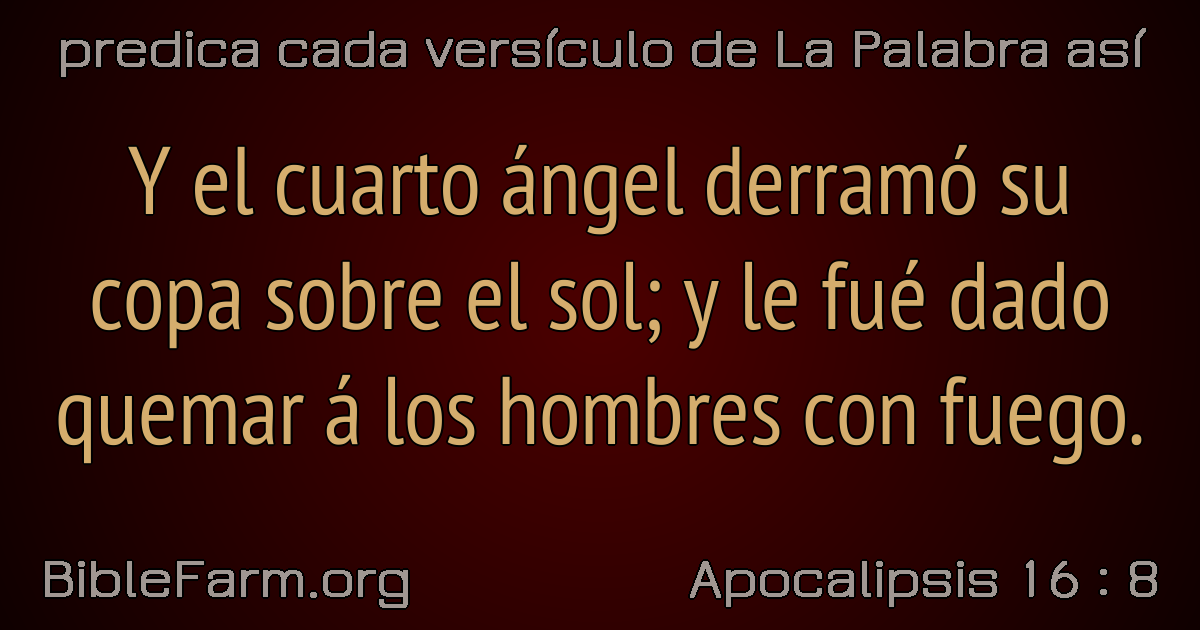 predica cada versículo de La Palabra así
Y el cuarto ángel derramó su
copa sobre el sol; y le fué dado
quemar á los hombres con fuego.
BibleFarm.org
Apocalipsis 16 : 8